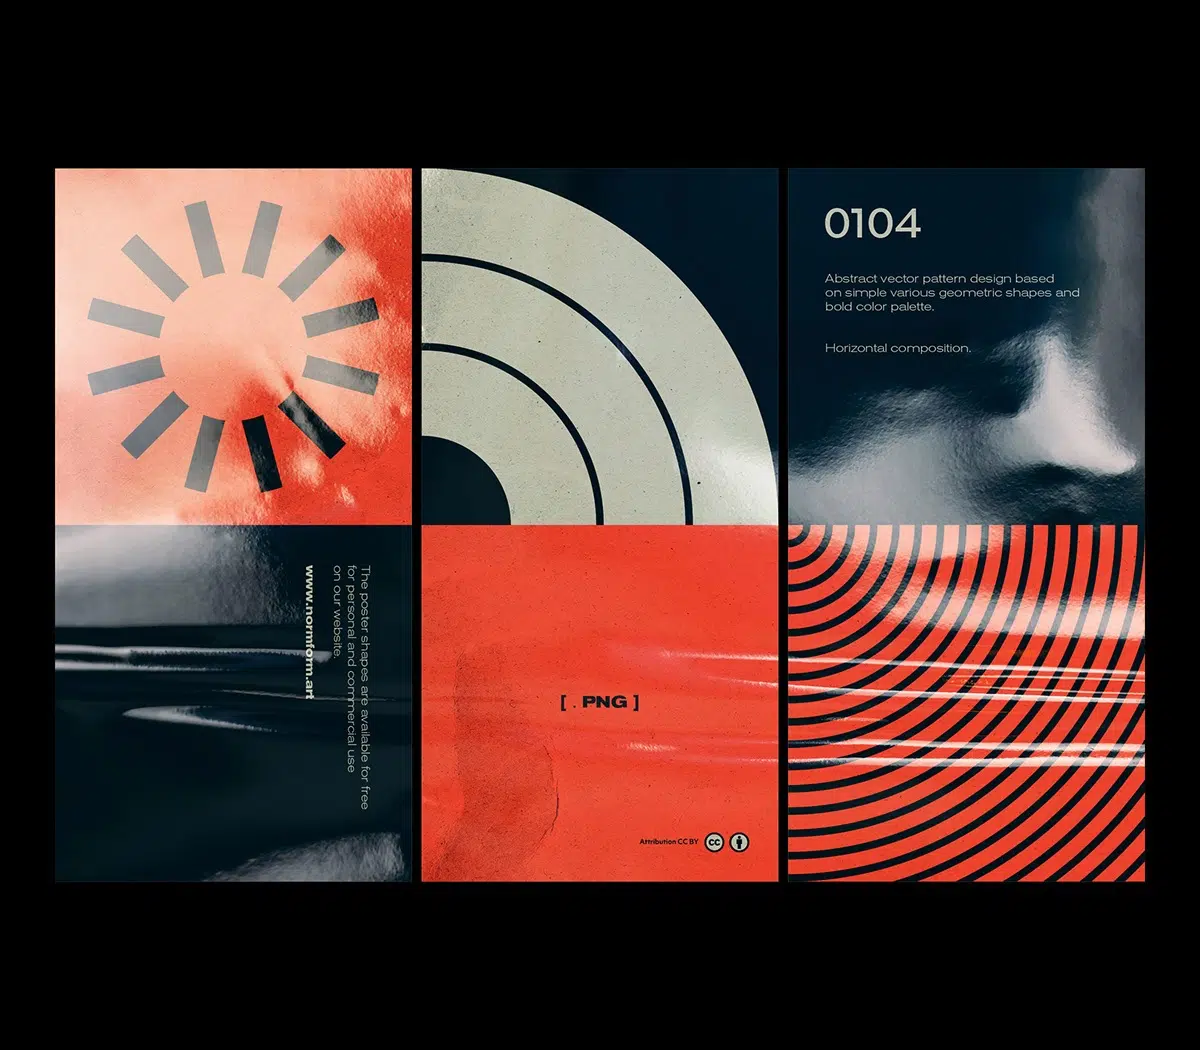 0104
Abstract vector pattern design based
on simple various geometric shapes and
bold color palette.
Horizontal composition.
The poster shapes are available for free
for personal and commercial use
on our website.
www.normform.art
[ . PNG ]
Attribution CC BY
cc